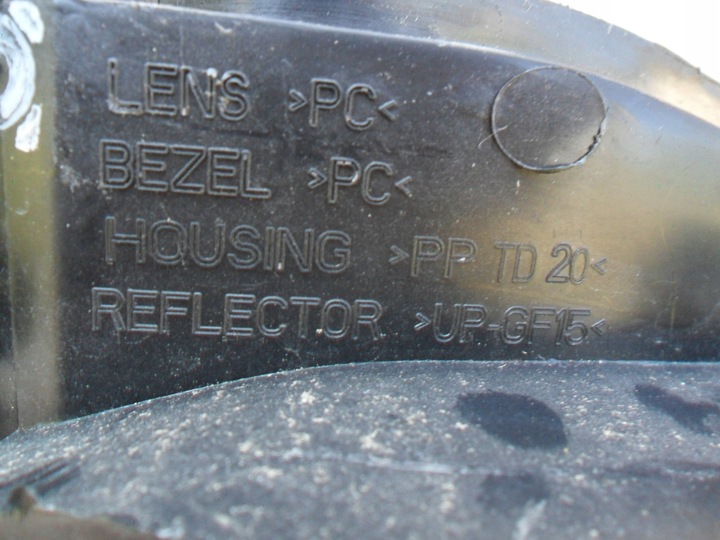 LENS >PC<
BEZEL >PC<
HOUSING >PP TD 20<
REFLECTOR >UP-GF15<